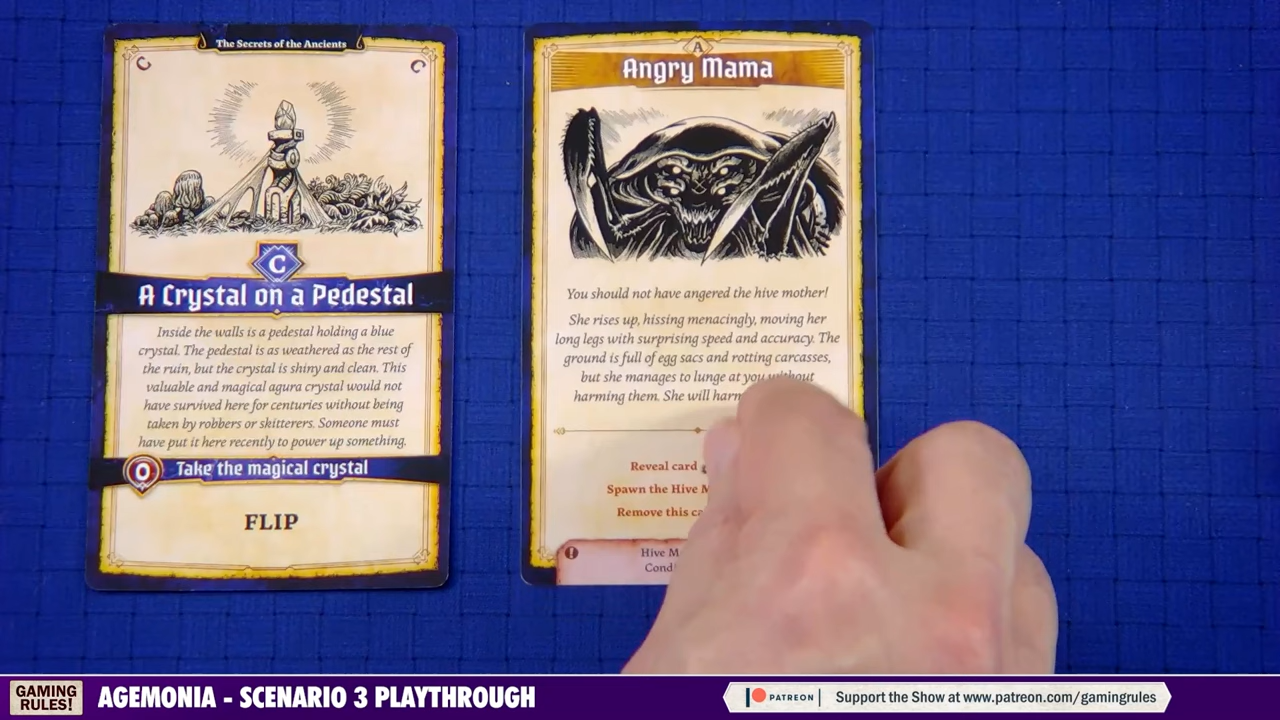 The Secrets of the Ancients
C
C
C
A Crystal on a Pedestal
Inside the walls is a pedestal holding a blue
crystal. The pedestal is as weathered as the rest of
the ruin, but the crystal is shiny and clean. This
valuable and magical agura crystal would not
have survived here for centuries without being
taken by robbers or skitterers. Someone must
have put it here recently to power up something.
0 Take the magical crystal
FLIP
A
Angry Mama
You should not have angered the hive mother!
She rises up, hissing menacingly, moving her
long legs with surprising speed and accuracy. The
ground is full of egg sacs and rotting carcasses,
but she manages to lunge at you without
harming them. She will
Reveal card
Spawn the Hive
Remove this
! Hive
GAMING
RULES!
AGEMONIA - SCENARIO 3 PLAYTHROUGH
PATREON | Support the Show at www.patreon.com/gamingrules